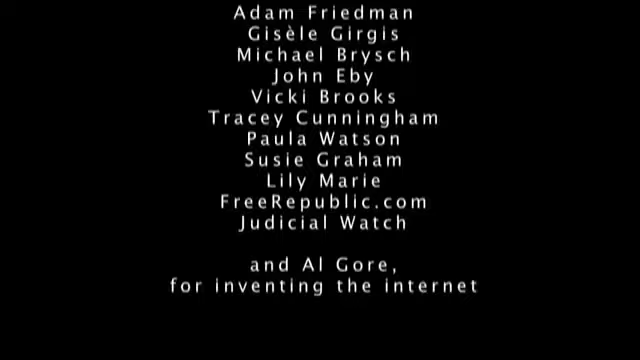 Adam Friedman
Gisèle Girgis
Michael Brysch
John Eby
Vicki Brooks
Tracey Cunningham
Paula Watson
Susie Graham
Lily Marie
FreeRepublic.com
Judicial Watch
and Al Gore,
for inventing the internet